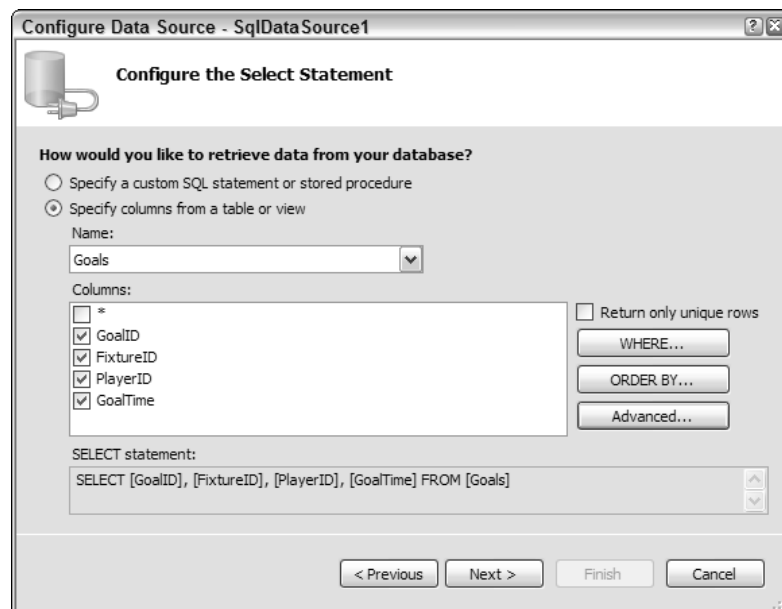 Configure Data Source - SqlDataSource1
Configure the Select Statement
How would you like to retrieve data from your database?
Specify a custom SQL statement or stored procedure
Specify columns from a table or view
Name:
Goals
Columns:
*
Return only unique rows
GoalID
WHERE...
FixtureID
PlayerID
ORDER BY...
GoalTime
Advanced...
SELECT statement:
SELECT [GoalID], [FixtureID], [PlayerID], [GoalTime] FROM [Goals]
< Previous
Next >
Finish
Cancel